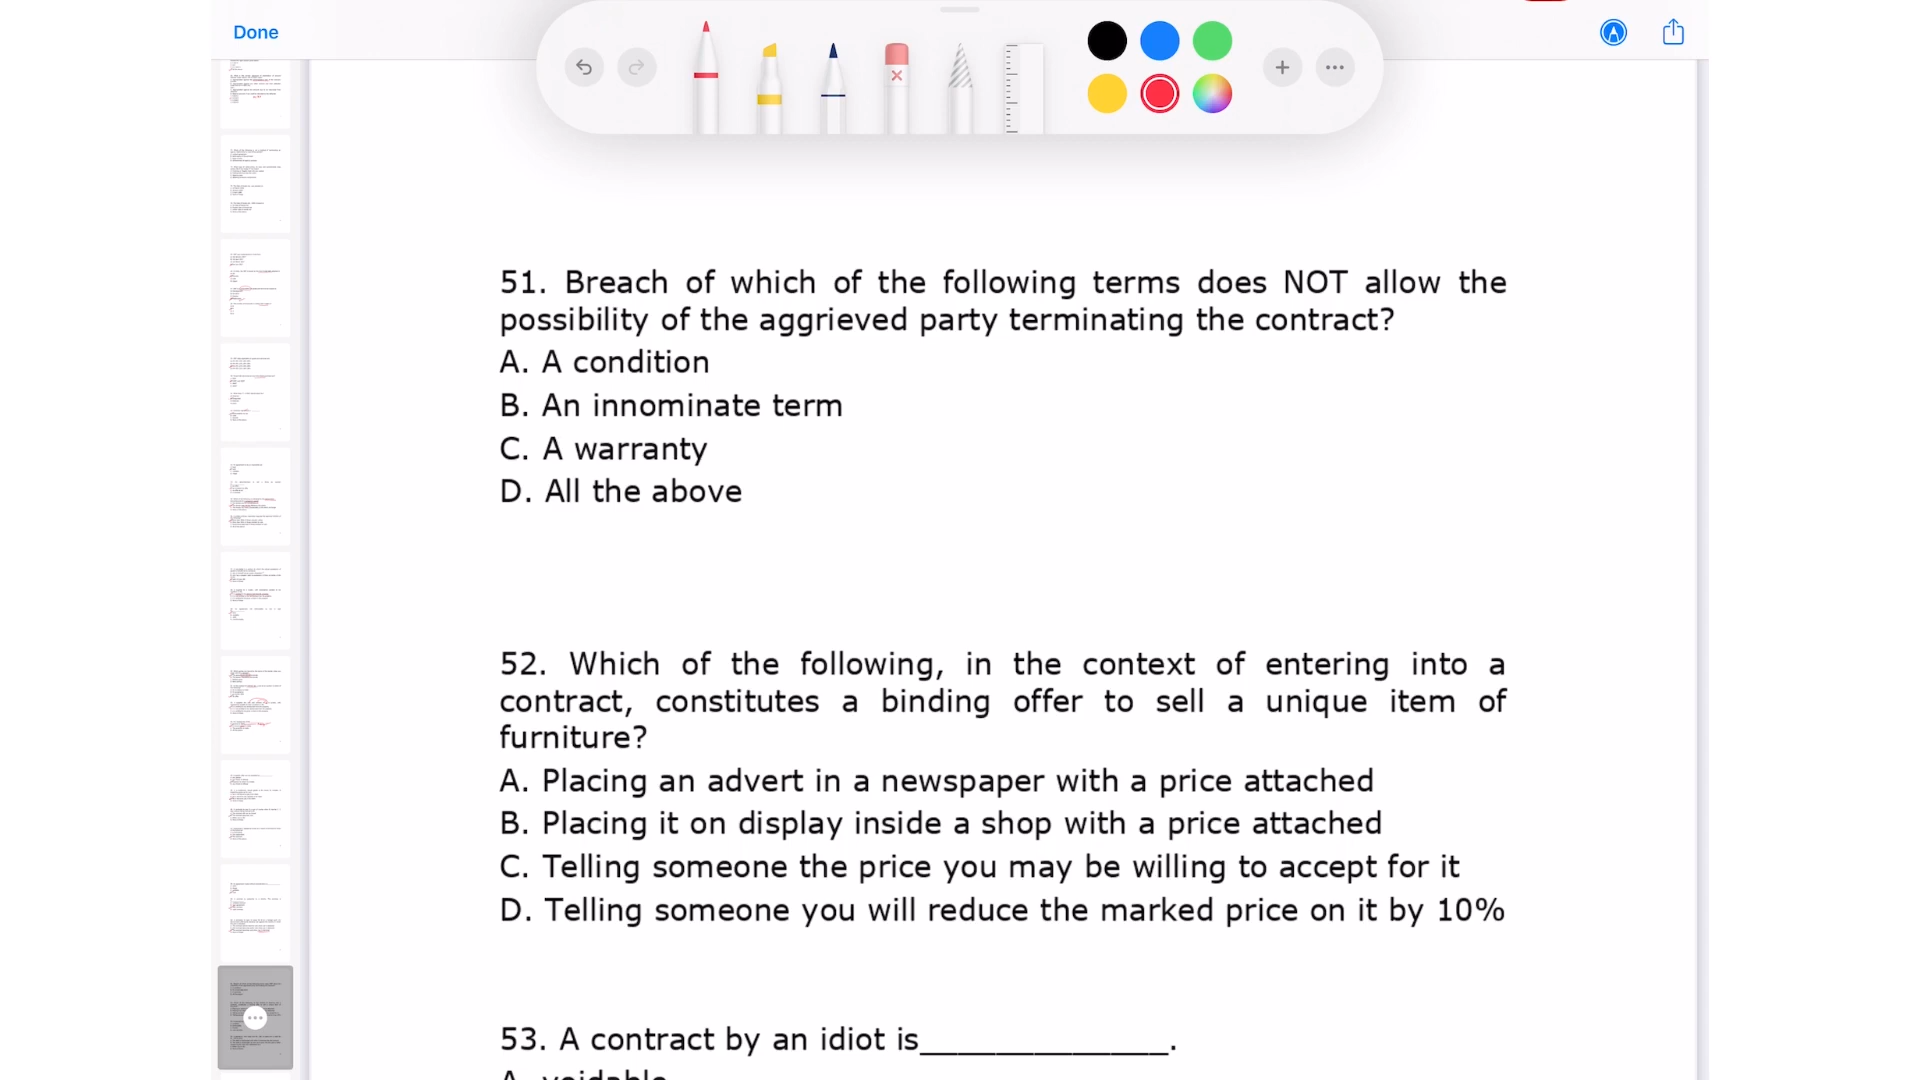 Done
51. Breach of which of the following terms does NOT allow the
possibility of the aggrieved party terminating the contract?
A. A condition
B. An innominate term
C. A warranty
D. All the above
52. Which of the following, in the context of entering into a
contract, constitutes a binding offer to sell a unique item of
furniture?
A. Placing an advert in a newspaper with a price attached
B. Placing it on display inside a shop with a price attached
C. Telling someone the price you may be willing to accept for it
D. Telling someone you will reduce the marked price on it by 10%
53. A contract by an idiot is______________.
A. voidable